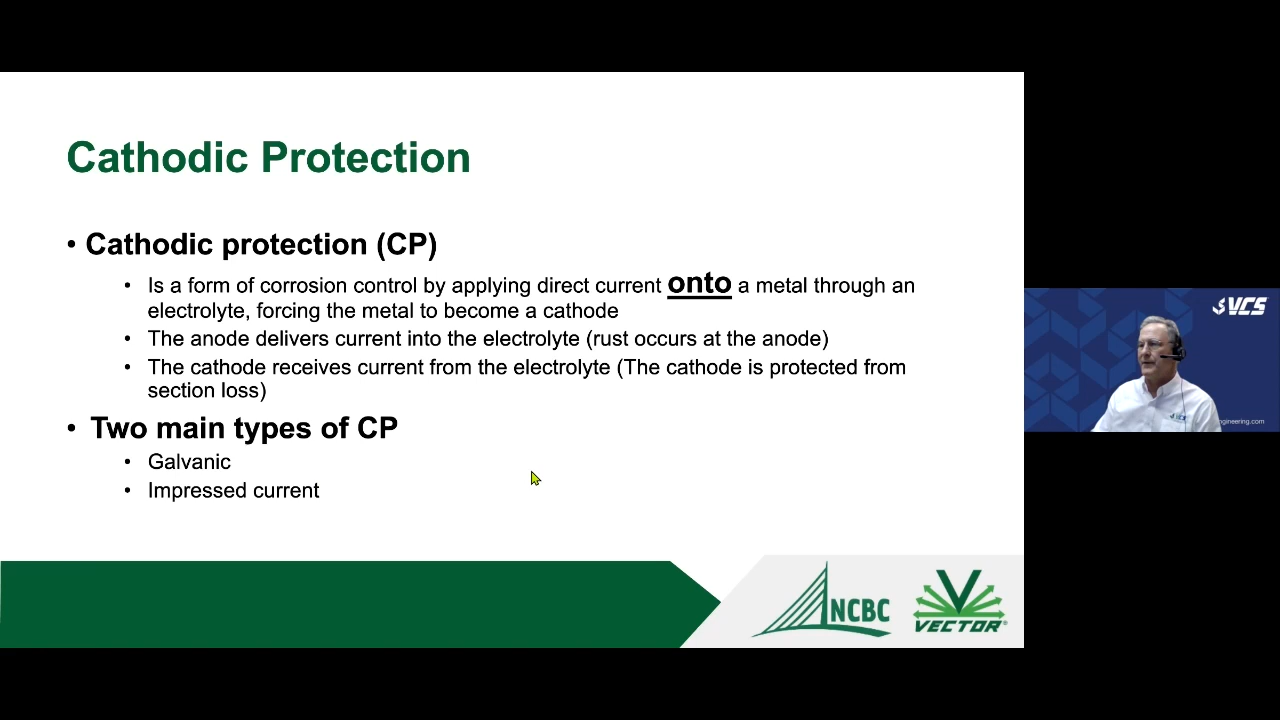 Cathodic Protection
• Cathodic protection (CP)
• Is a form of corrosion control by applying direct current onto a metal through an
electrolyte, forcing the metal to become a cathode
• The anode delivers current into the electrolyte (rust occurs at the anode)
• The cathode receives current from the electrolyte (The cathode is protected from
section loss)
• Two main types of CP
• Galvanic
• Impressed current
NCBC
VECTOR
VCS